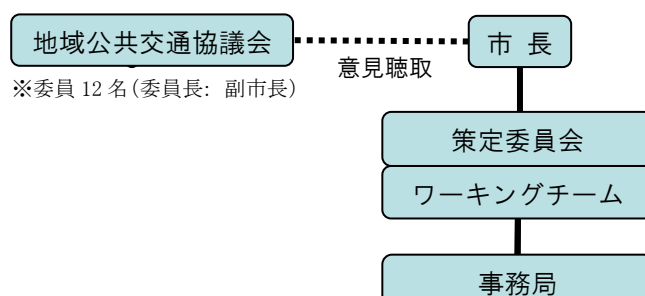 地域公共交通協議会
市 長
意見聴取
※委員 12 名(委員長: 副市長)
策定委員会
ワーキングチーム
事務局